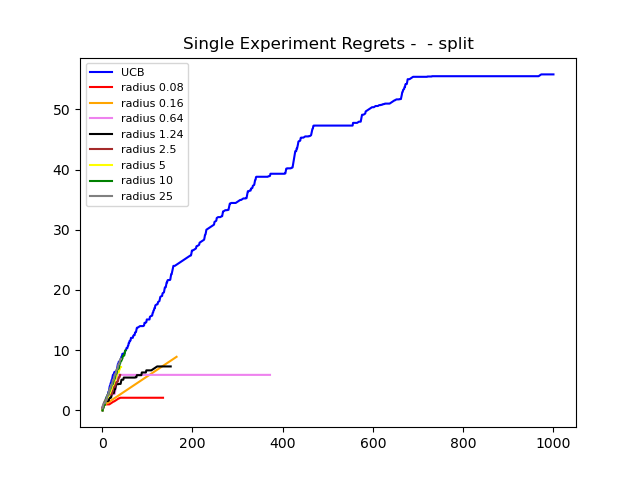 Single Experiment Regrets -  - split
UCB
radius 0.08
radius 0.16
radius 0.64
radius 1.24
radius 2.5
radius 5
radius 10
radius 25
50
40
30
20
10
0
0 200 400 600 800 1000